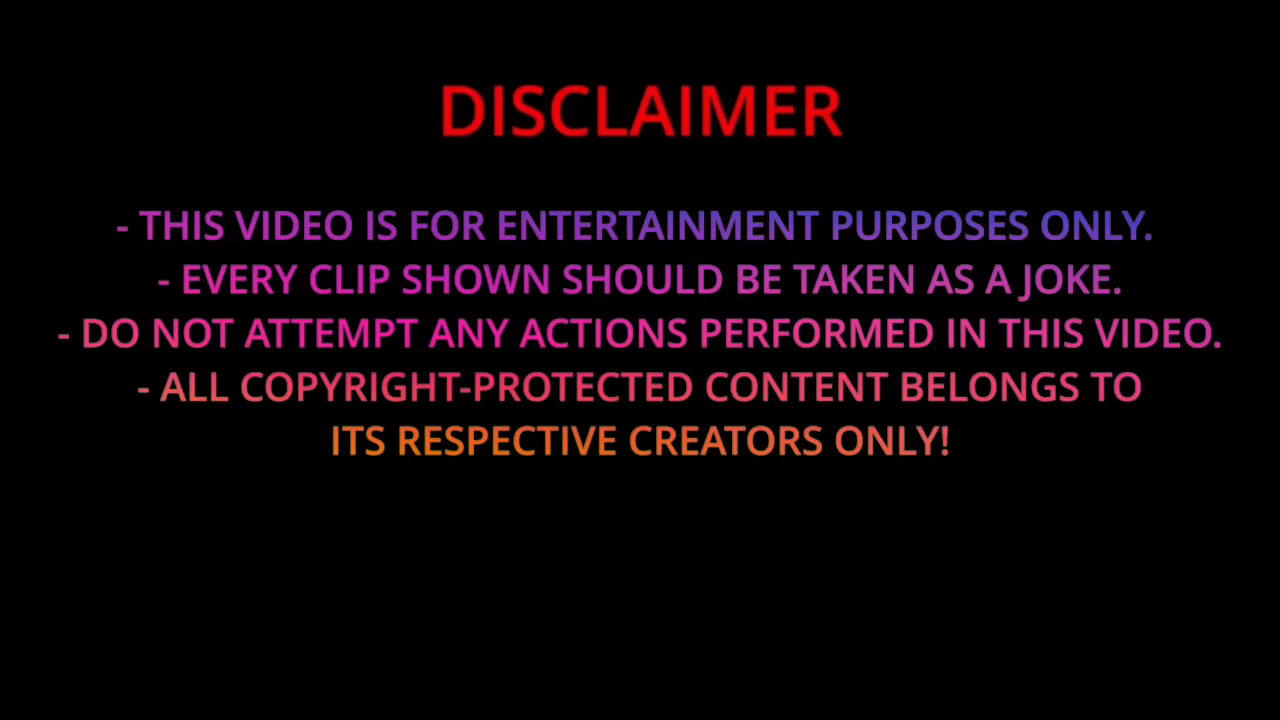 DISCLAIMER
- THIS VIDEO IS FOR ENTERTAINMENT PURPOSES ONLY.
- EVERY CLIP SHOWN SHOULD BE TAKEN AS A JOKE.
- DO NOT ATTEMPT ANY ACTIONS PERFORMED IN THIS VIDEO.
- ALL COPYRIGHT-PROTECTED CONTENT BELONGS TO
ITS RESPECTIVE CREATORS ONLY!